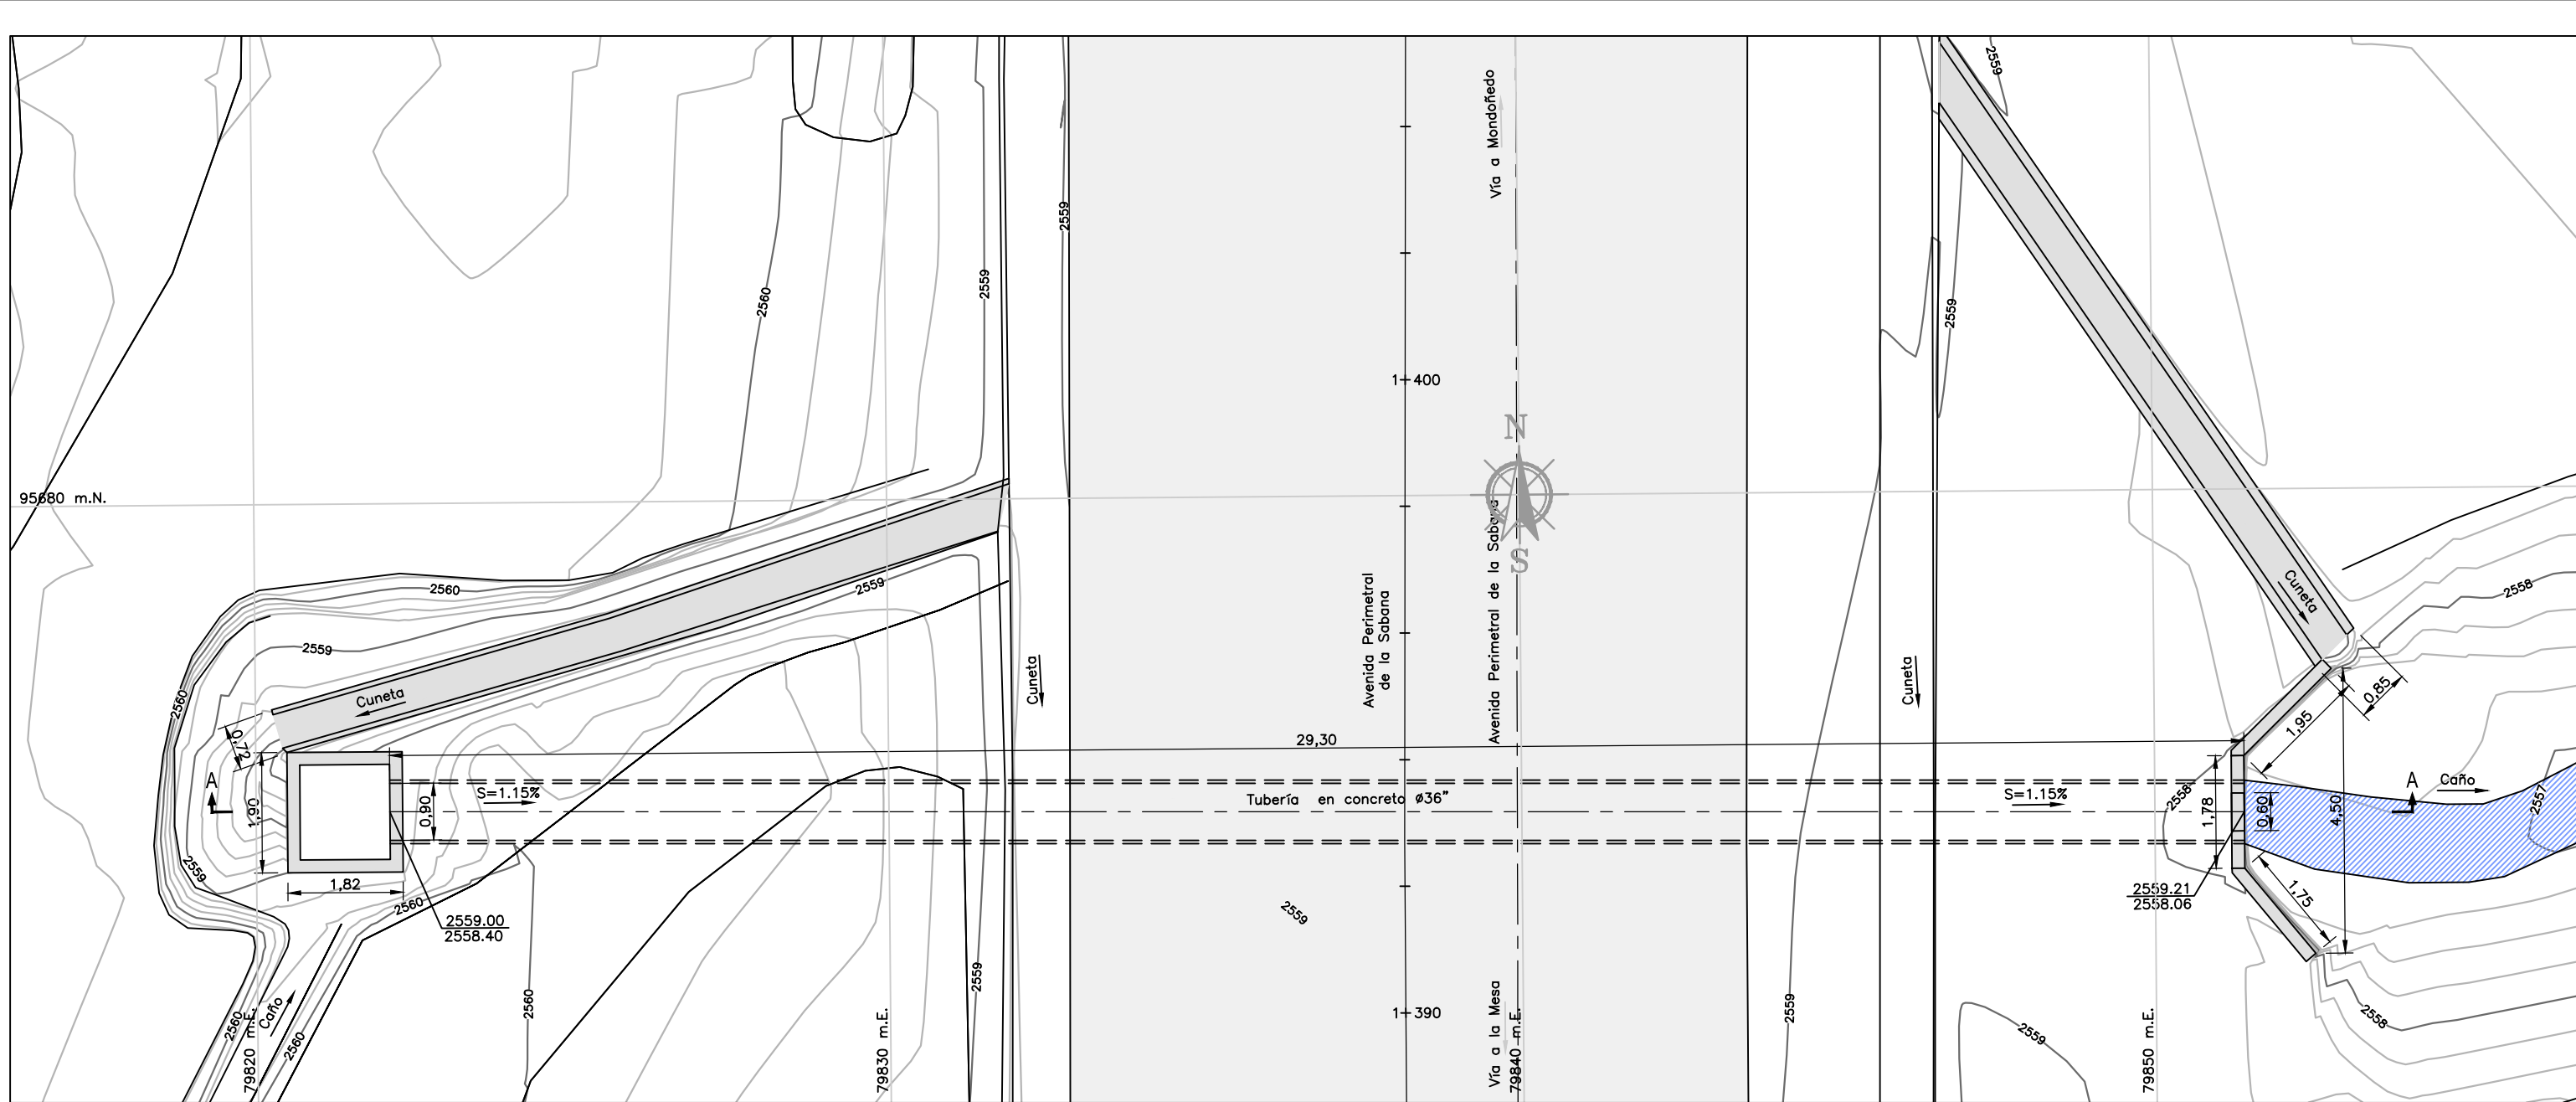 2559
Vía a Mondoñedo
2559
2559
2560
2559
1+400
N
95680 m.N.
S
Avenida Perimetral de la Sabana
Avenida Perimetral
de la Sabana
2560
2559
2559
Cuneta
2558
Cuneta
Cuneta
Cuneta
2560
0,72
0,85
1,95
29,30
A
1,90
0,90
S=1.15%
Tubería en concreto ø36"
S=1.15%
2558
1,78
0,60
4,50
A
Caño
2557
2559
1,82
2560
2559.00
2558.40
2559
2559.21
2558.06
1,75
2560
2559
Caño
2560
2560
79820 m.E.
79830 m.E.
1+390
Vía a la Mesa
79840 m.E.
2559
2559
79850 m.E.
2558